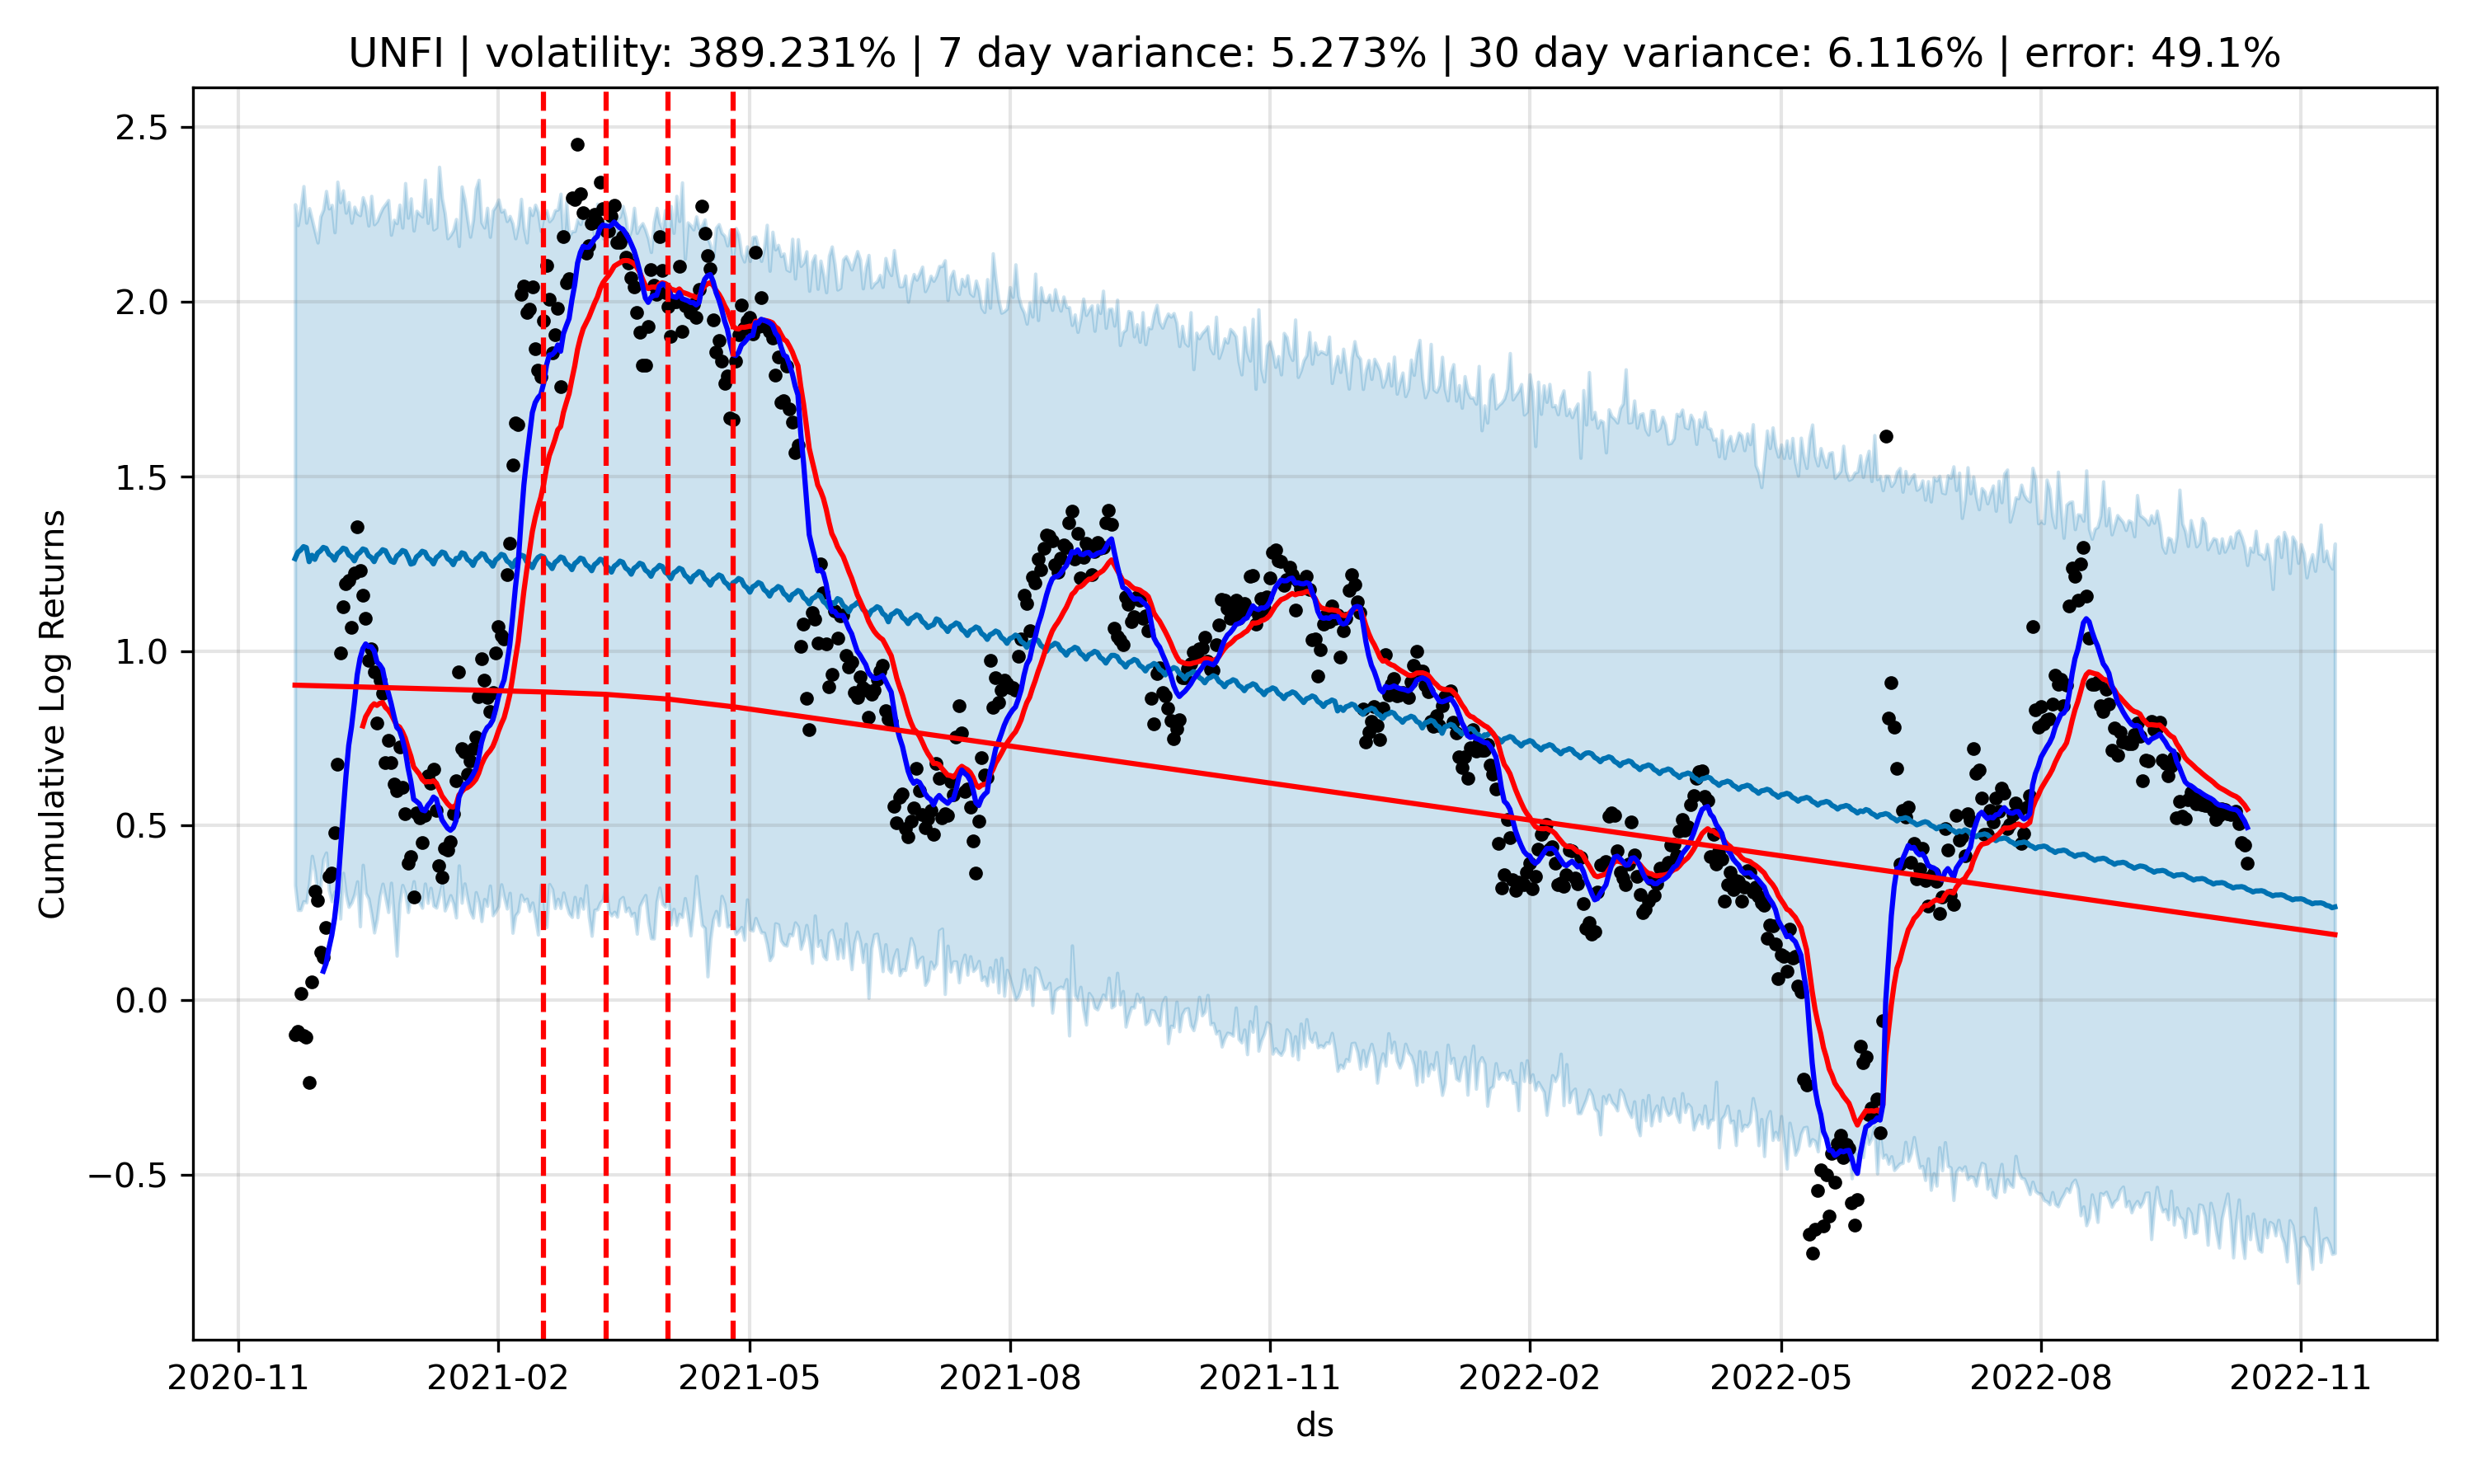 UNFI | volatility: 389.231% | 7 day variance: 5.273% | 30 day variance: 6.116% | error: 49.1%
Cumulative Log Returns
2.5
2.0
1.5
1.0
0.5
0.0
−0.5
2020-11 2021-02 2021-05 2021-08 2021-11 2022-02 2022-05 2022-08 2022-11
ds